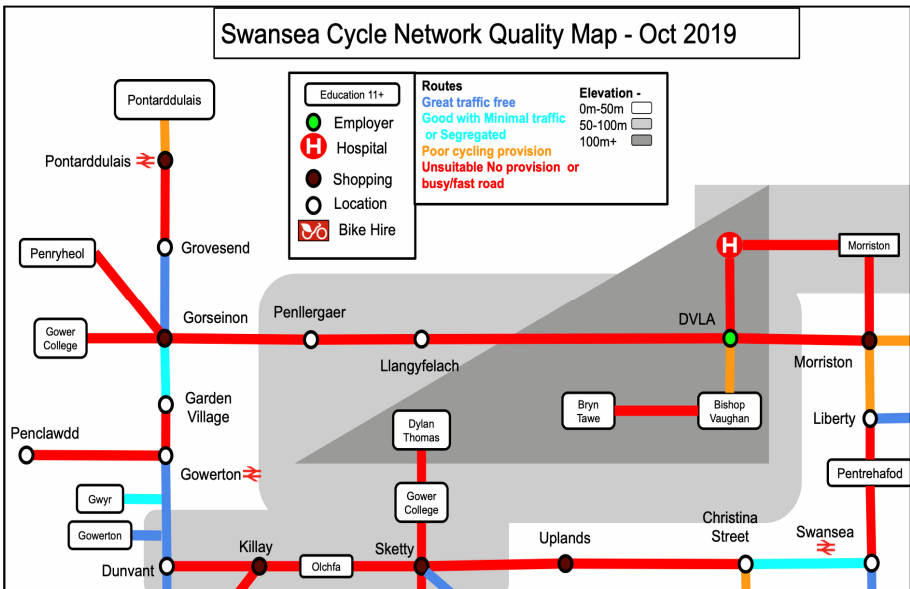 Swansea Cycle Network Quality Map - Oct 2019
Education 11+
Employer
H
Hospital
Shopping
Location
Bike Hire
Routes
Great traffic free
Good with Minimal traffic
or Segregated
Poor cycling provision
Unsuitable No provision or
busy/fast road
Elevation -
0m-50m
50-100m
100m+
Pontarddulais
Pontarddulais
Grovesend
Penryheol
Gorseinon
Gower
College
Penllergaer
Llangyfelach
DVLA
H
Morriston
Morriston
Garden
Village
Penclawdd
Gowerton
Dylan
Thomas
Bryn
Tawe
Bishop
Vaughan
Liberty
Pentrehafod
Gwyr
Gowerton
Gower
College
Christina
Street
Swansea
Dunvant
Killay
Olchfa
Sketty
Uplands